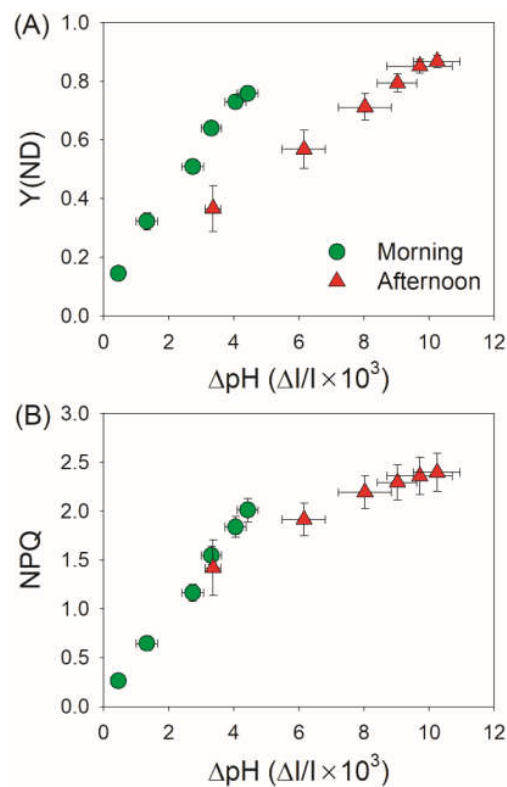 (A)
1.0
0.8
0.6
0.4
0.2
0.0
Y(ND)
Morning
Afternoon
0 2 4 6 8 10 12
ΔpH (ΔI/I × 10³)
(B)
3.0
2.5
2.0
1.5
1.0
0.5
0.0
NPQ
0 2 4 6 8 10 12
ΔpH (ΔI/I × 10³)